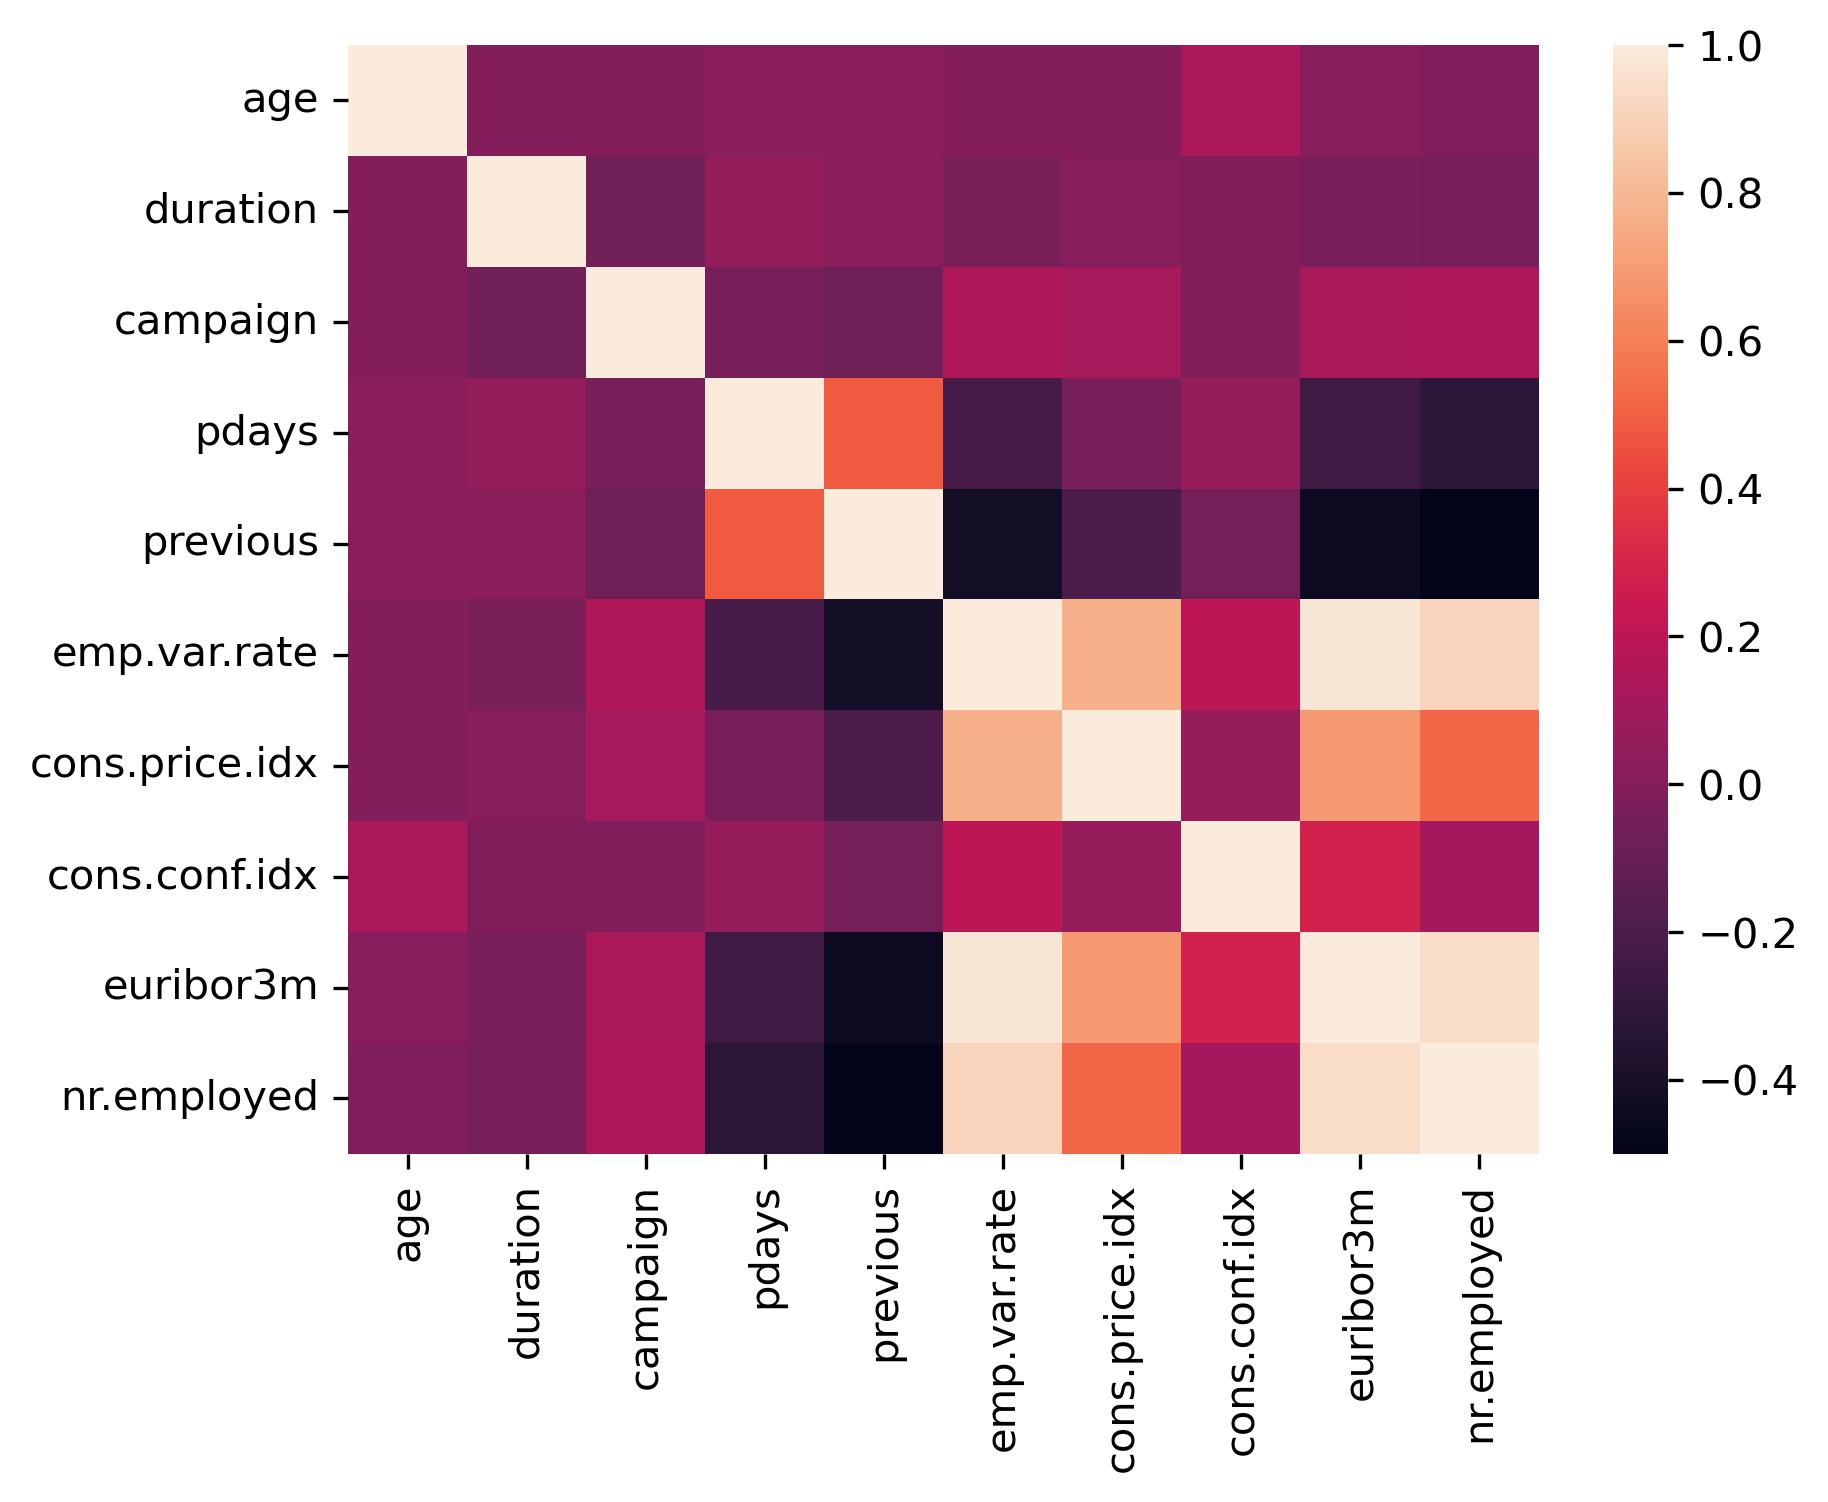 age
duration
campaign
pdays
previous
emp.var.rate
cons.price.idx
cons.conf.idx
euribor3m
nr.employed
age
duration
campaign
pdays
previous
emp.var.rate
cons.price.idx
cons.conf.idx
euribor3m
nr.employed
1.0
0.8
0.6
0.4
0.2
0.0
−0.2
−0.4